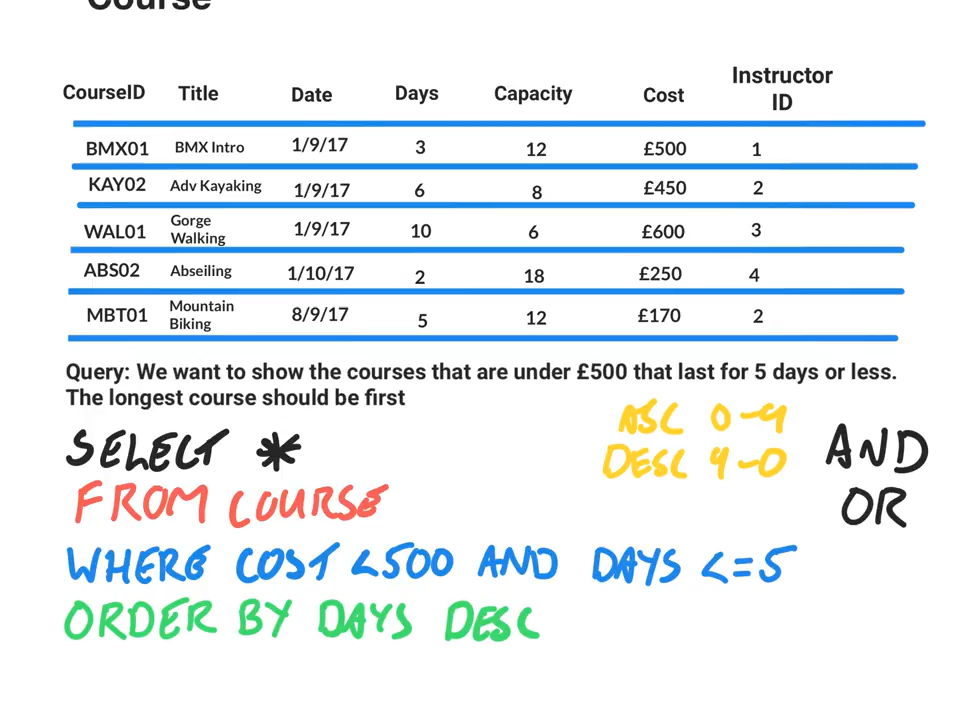 Course
CourseID Title Date Days Capacity Cost Instructor ID
BMX01 BMX Intro 1/9/17 3 12 £500 1
KAY02 Adv Kayaking 1/9/17 6 8 £450 2
WAL01 Gorge Walking 1/9/17 10 6 £600 3
ABS02 Abseiling 1/10/17 2 18 £250 4
MBT01 Mountain Biking 8/9/17 5 12 £170 2
Query: We want to show the courses that are under £500 that last for 5 days or less.
The longest course should be first
ASC 0-9
DESC 9-0
AND
OR
SELECT *
FROM COURSE
WHERE COST <500 AND DAYS <=5
ORDER BY DAYS DESC